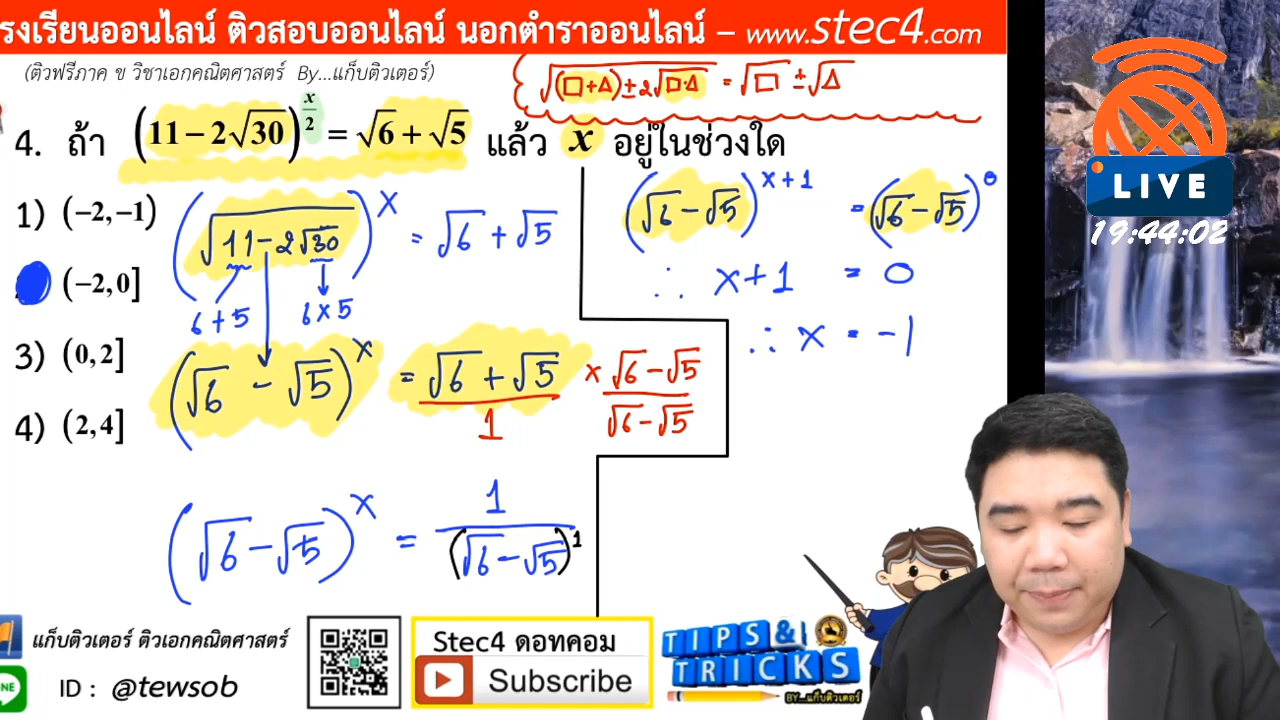 รงเรียนออนไลน์ ติวสอบออนไลน์ นอกตำราออนไลน์ – www.stec4.com
(ติวฟรีภาค ข วิชาเอกคณิตศาสตร์ By...แก๊บติวเตอร์)
√(□+Δ)±2√□·Δ = √□ ± √Δ
4. ถ้า (11−2√30)^(x/2) = √6+√5 แล้ว x อยู่ในช่วงใด
1) (−2,−1)
(−2,0]
3) (0,2]
4) (2,4]
(√11−2√30)^x = √6+√5
6+5 6×5
(√6−√5)^x = √6+√5 / 1 × √6−√5 / √6−√5
(√6−√5)^x = 1 / (√6−√5)^1
(√6−√5)^(x+1) = (√6−√5)^0
∴ x+1 = 0
∴ x = −1
LIVE
19:44:02
แก๊บติวเตอร์ ติวเอกคณิตศาสตร์
ID : @tewsob
Stec4 ดอทคอม
Subscribe
TIPS&
TRICKS
BY...แก๊บติวเตอร์